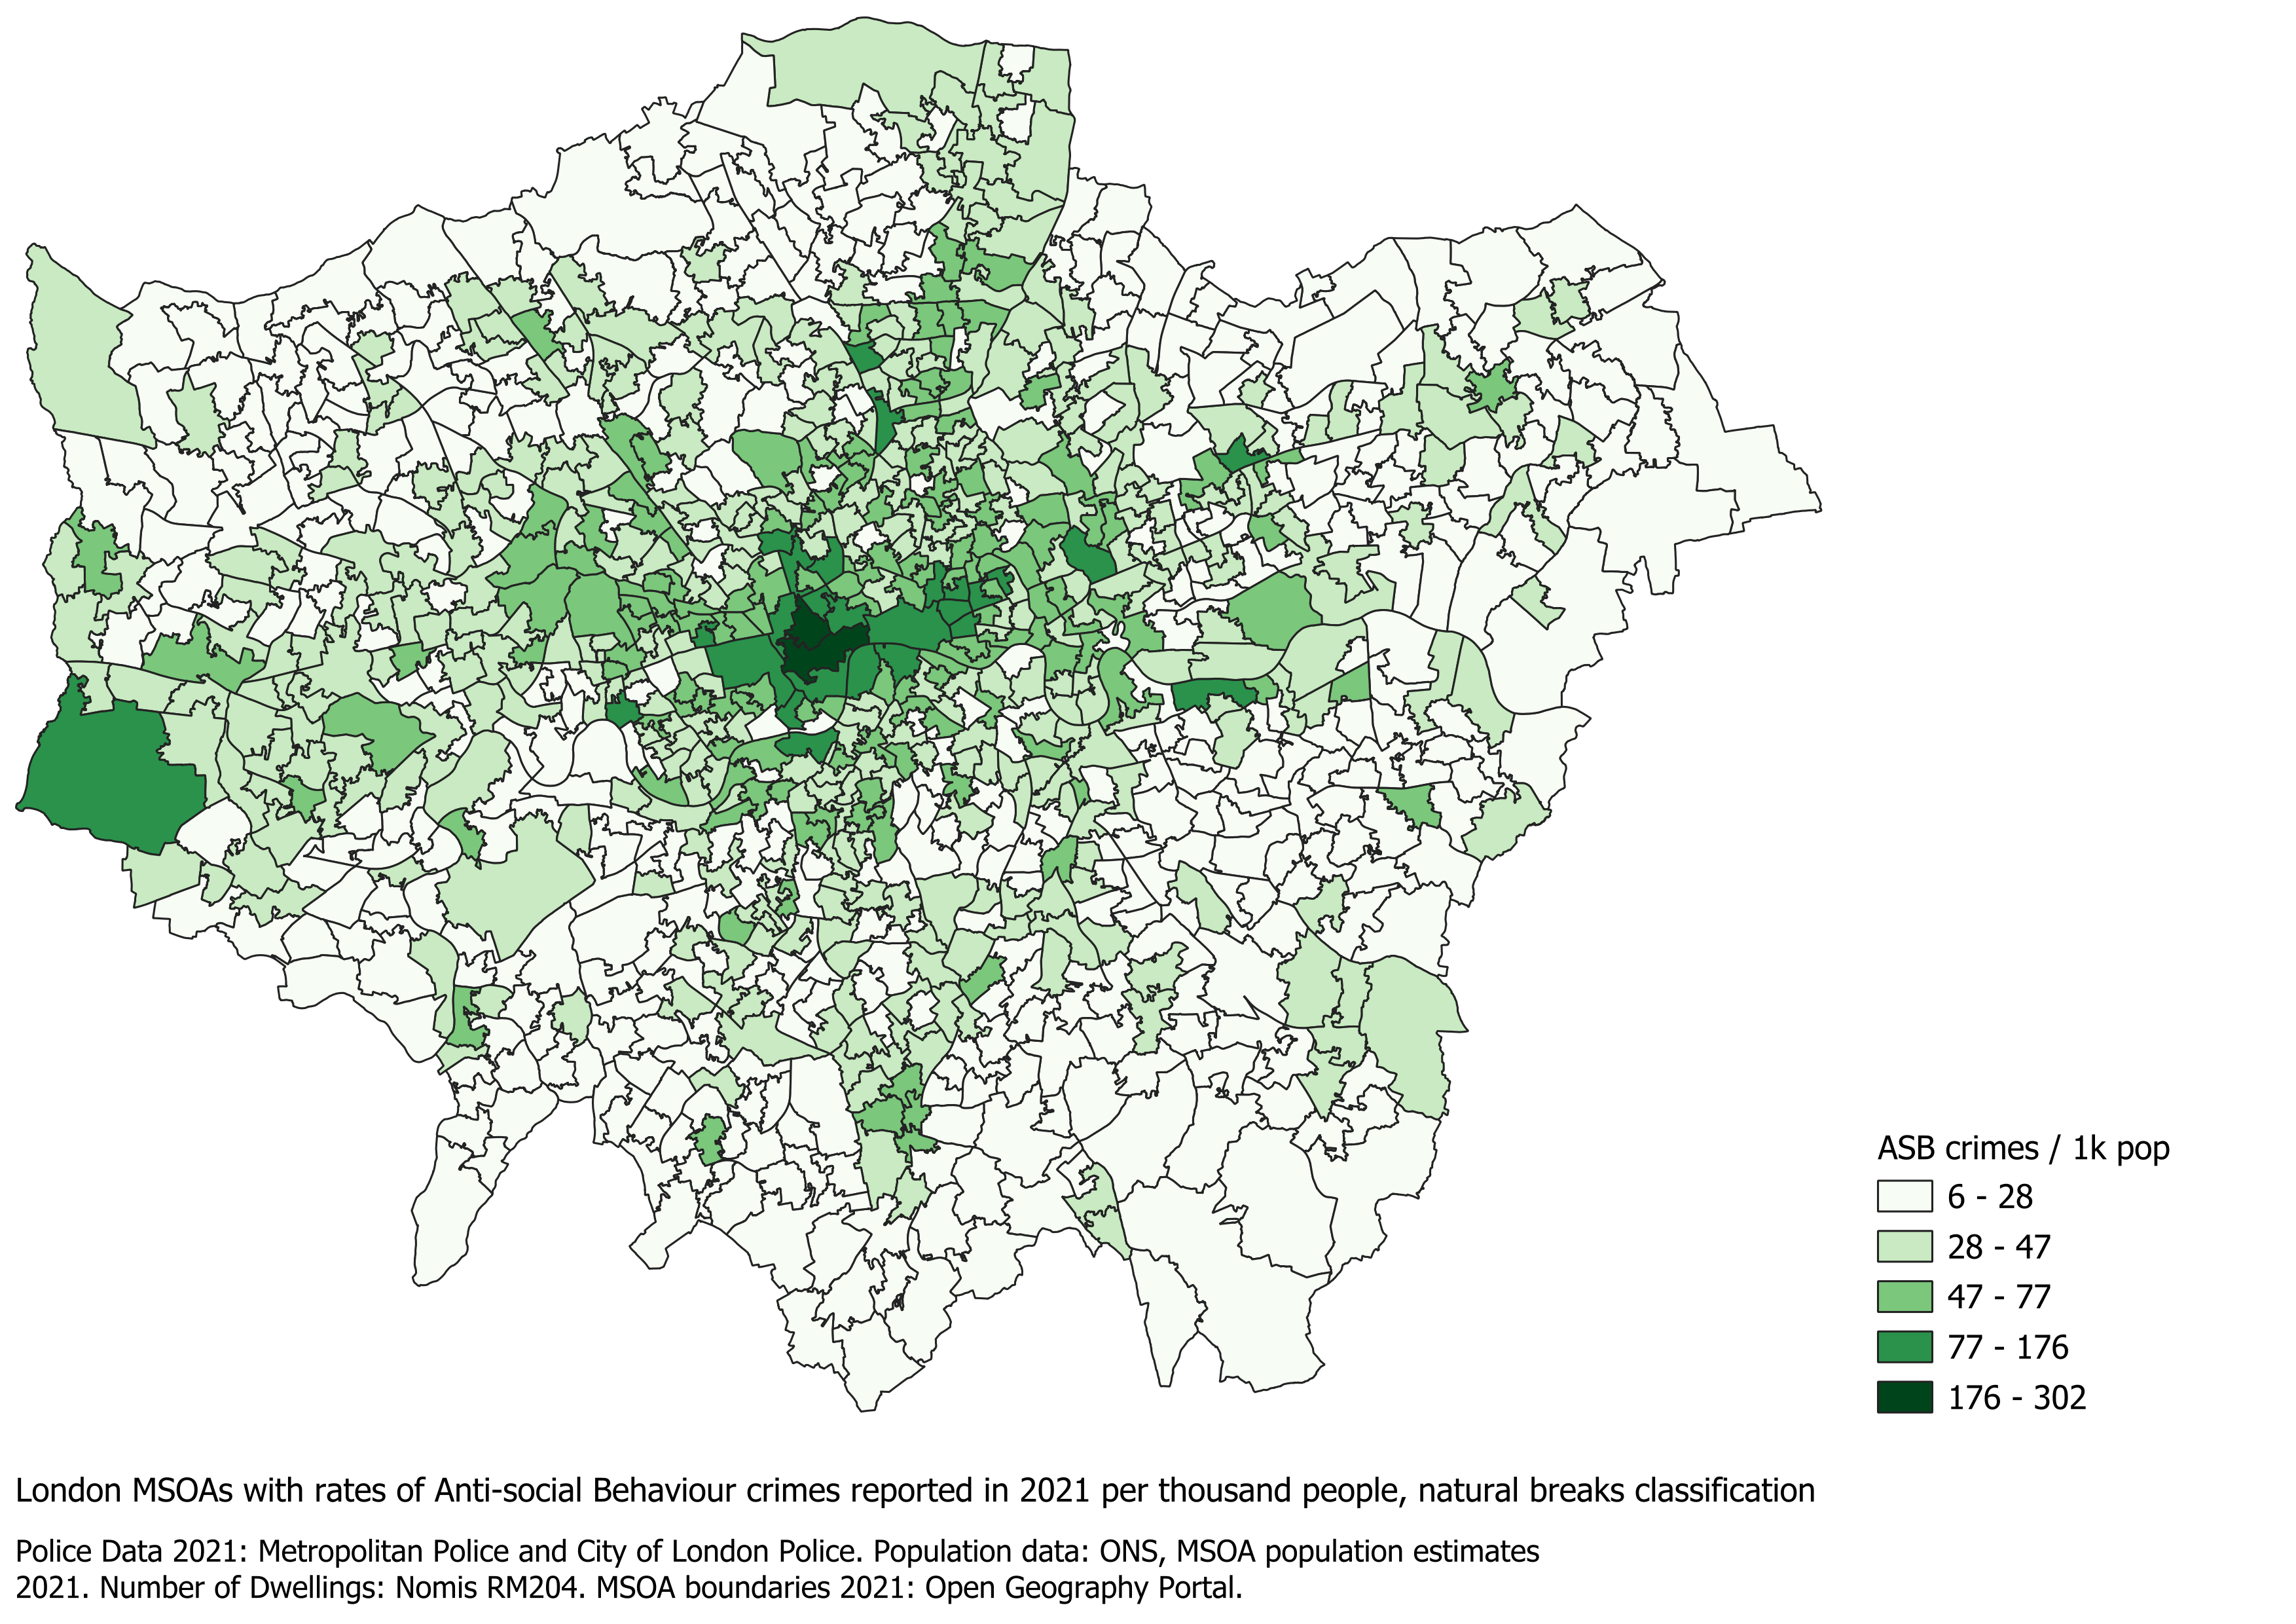 ASB crimes / 1k pop
6 - 28
28 - 47
47 - 77
77 - 176
176 - 302
London MSOAs with rates of Anti-social Behaviour crimes reported in 2021 per thousand people, natural breaks classification
Police Data 2021: Metropolitan Police and City of London Police. Population data: ONS, MSOA population estimates
2021. Number of Dwellings: Nomis RM204. MSOA boundaries 2021: Open Geography Portal.